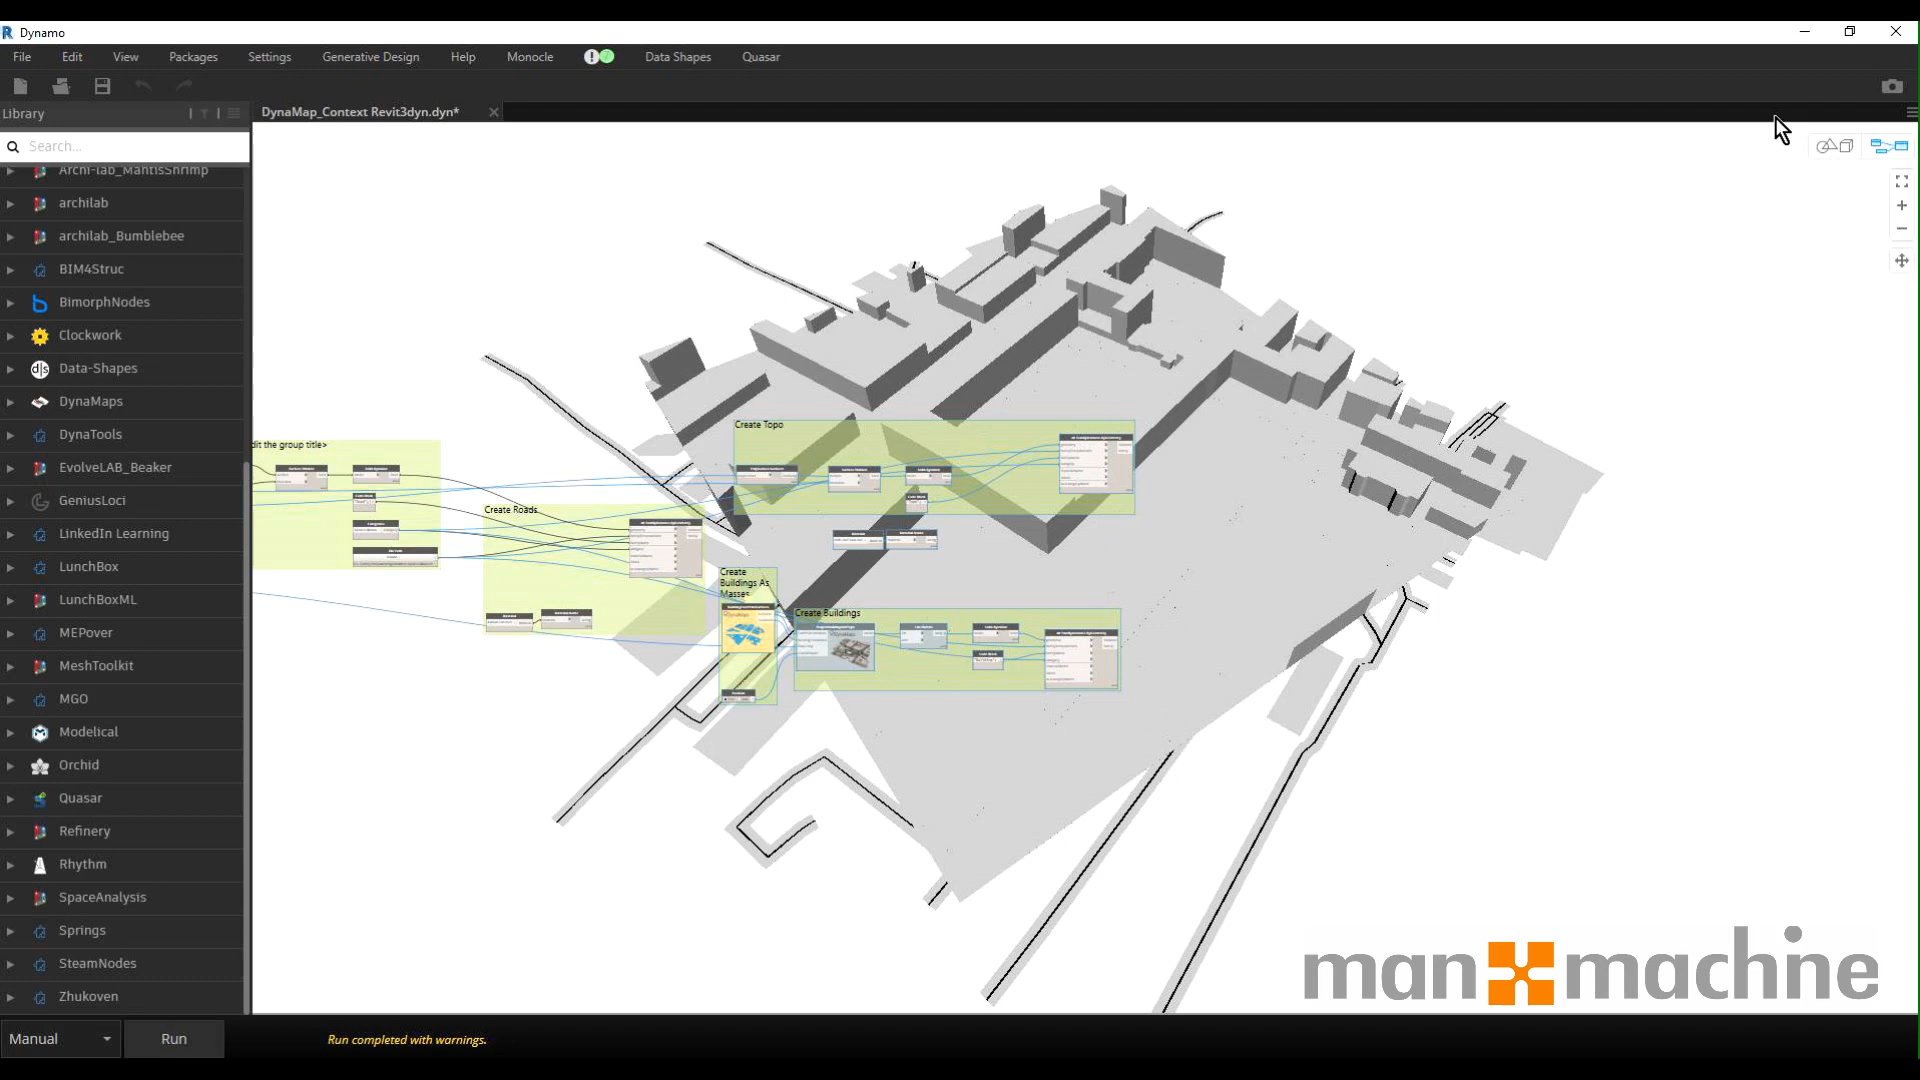 Dynamo
File Edit View Packages Settings Generative Design Help Monocle Data Shapes Quasar
Library
DynaMap_Context Revit3dyn.dyn*
Search...
Archi-lab_MantisShrimp
archilab
archilab_Bumblebee
BIM4Struc
BimorphNodes
Clockwork
Data-Shapes
DynaMaps
DynaTools
EvolveLAB_Beaker
GeniusLoci
LinkedIn Learning
LunchBox
LunchBoxML
MEPover
MeshToolkit
MGO
Modelical
Orchid
Quasar
Refinery
Rhythm
SpaceAnalysis
Springs
SteamNodes
Zhukoven
dit the group title>
Create Topo
Create Roads
Create
Buildings As
Masses
Create Buildings
man machine
Manual
Run
Run completed with warnings.